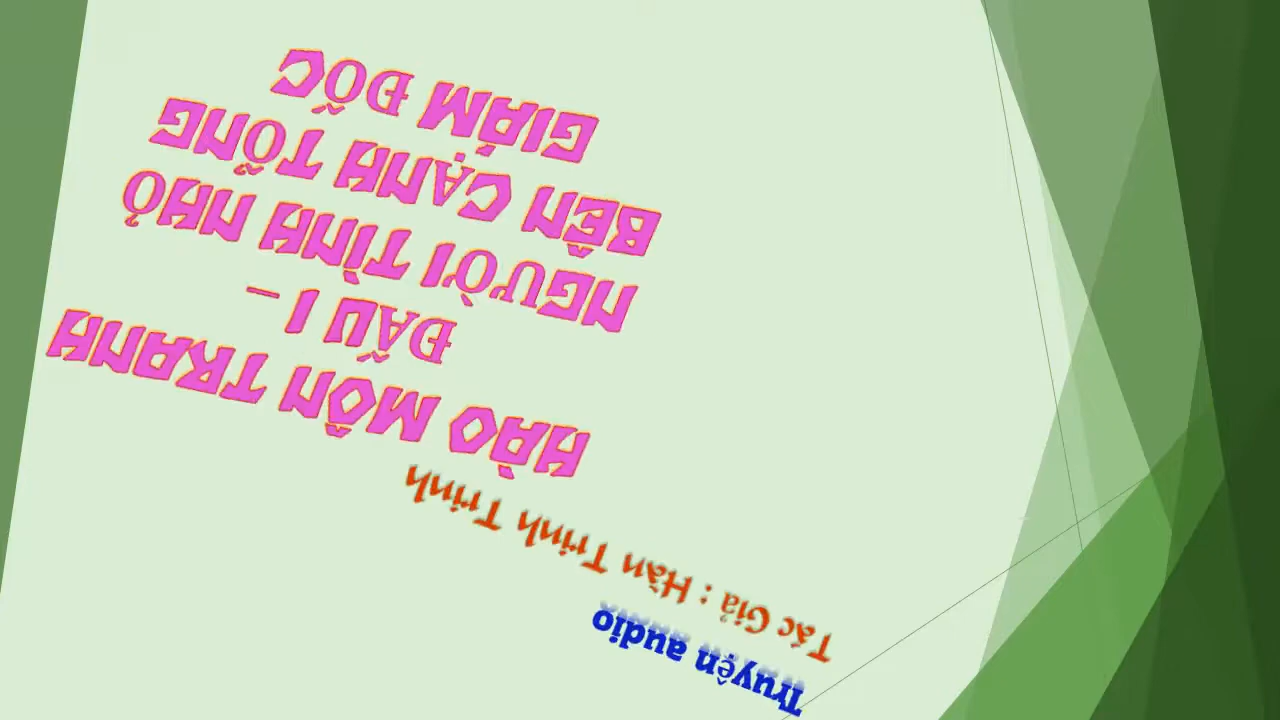 Truyện audio
Tác Giả : Hàn Trinh Trinh
HÀO MÔN TRANH
ĐẤU I –
NGƯỜI TÌNH NHỎ
BÊN CẠNH TỔNG
GIÁM ĐỐC